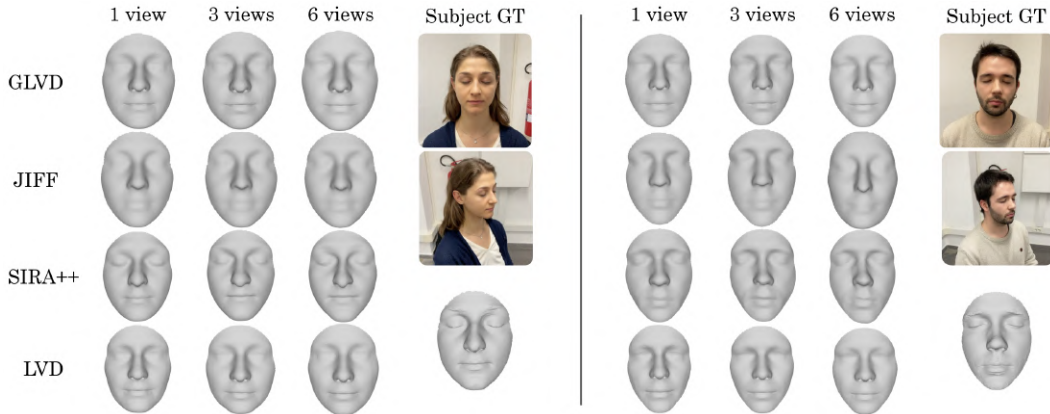 1 view 3 views 6 views Subject GT 1 view 3 views 6 views Subject GT
GLVD
JIFF
SIRA++
LVD